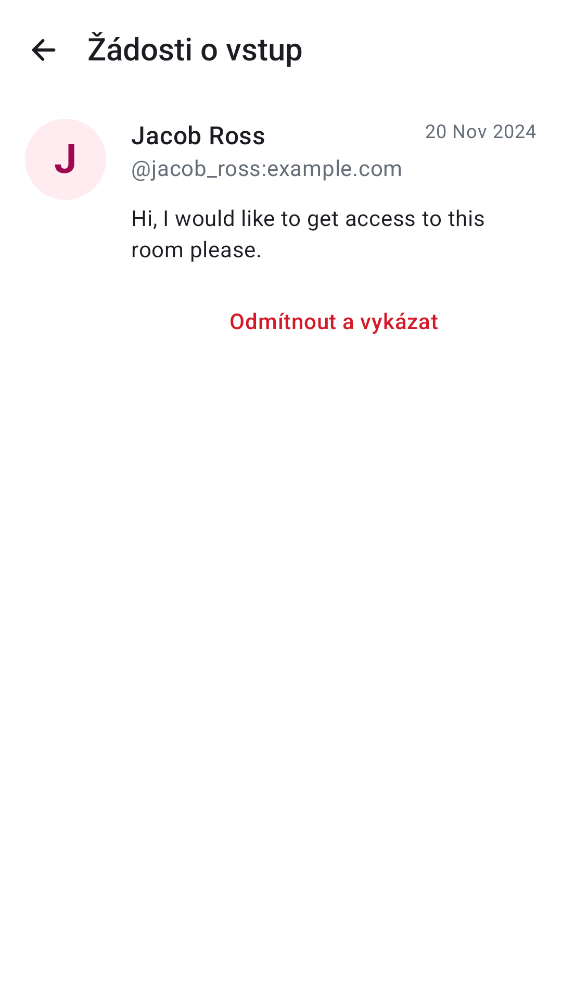 Žádosti o vstup
J
Jacob Ross
20 Nov 2024
@jacob_ross:example.com
Hi, I would like to get access to this
room please.
Odmítnout a vykázat